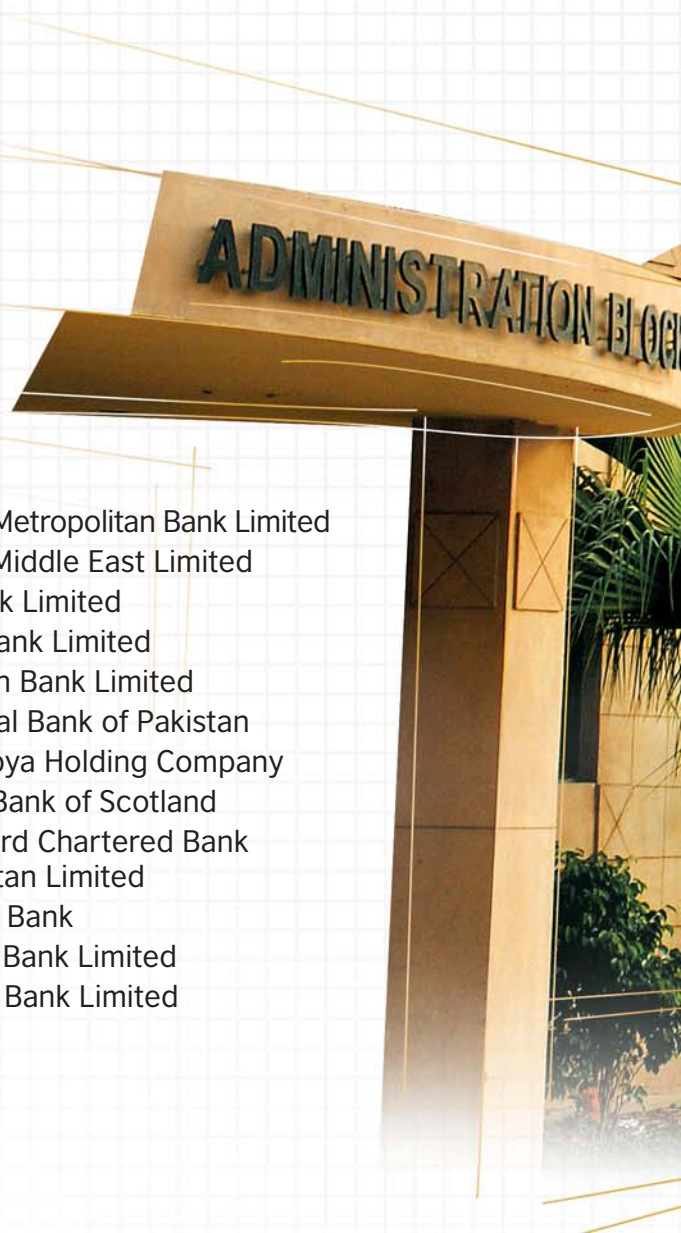 ADMINISTRATION BLOCK
Metropolitan Bank Limited
Middle East Limited
k Limited
ank Limited
n Bank Limited
al Bank of Pakistan
oya Holding Company
Bank of Scotland
rd Chartered Bank
tan Limited
Bank
Bank Limited
Bank Limited